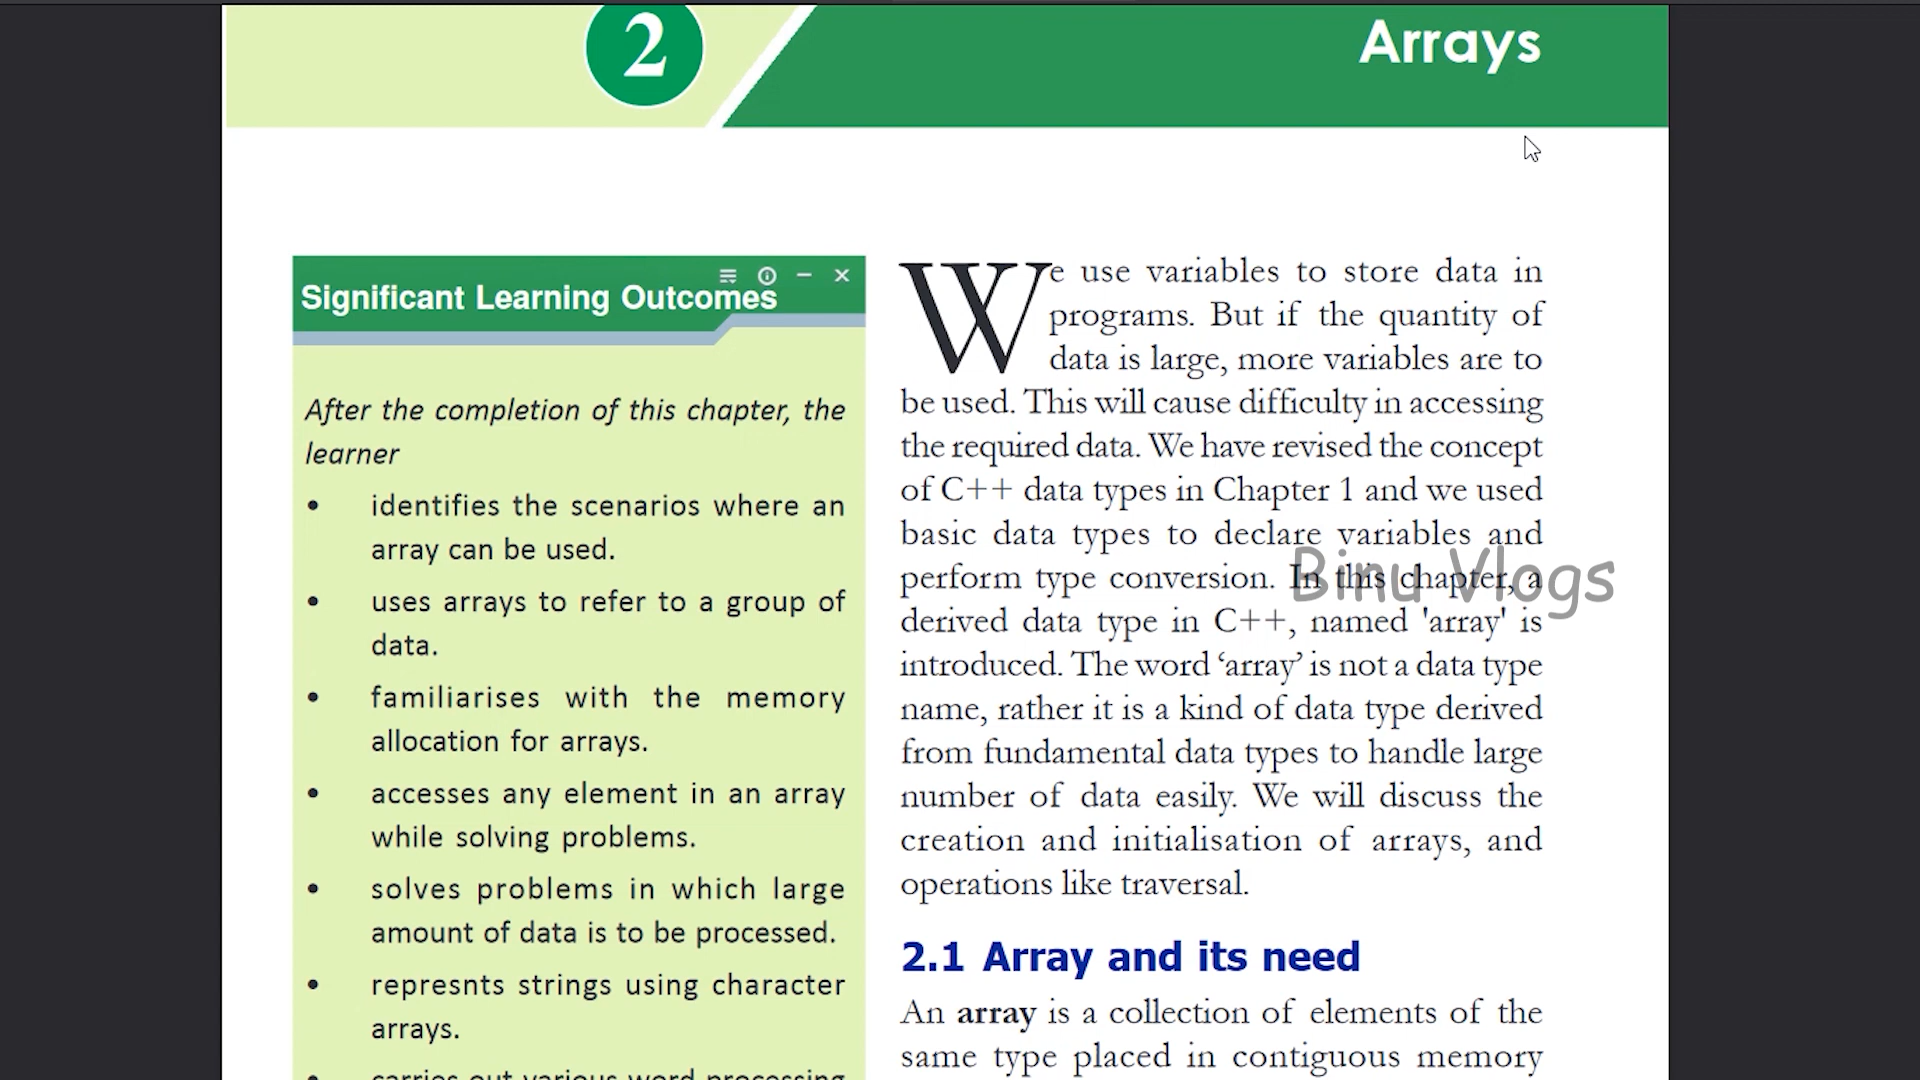 2
Arrays
Significant Learning Outcomes
After the completion of this chapter, the
learner
• identifies the scenarios where an
array can be used.
• uses arrays to refer to a group of
data.
• familiarises with the memory
allocation for arrays.
• accesses any element in an array
while solving problems.
• solves problems in which large
amount of data is to be processed.
• represnts strings using character
arrays.
• carries out various word processing
We use variables to store data in
programs. But if the quantity of
data is large, more variables are to
be used. This will cause difficulty in accessing
the required data. We have revised the concept
of C++ data types in Chapter 1 and we used
basic data types to declare variables and
perform type conversion. In this chapter, a
derived data type in C++, named 'array' is
introduced. The word ‘array’ is not a data type
name, rather it is a kind of data type derived
from fundamental data types to handle large
number of data easily. We will discuss the
creation and initialisation of arrays, and
operations like traversal.
2.1 Array and its need
An array is a collection of elements of the
same type placed in contiguous memory
Binu Vlogs